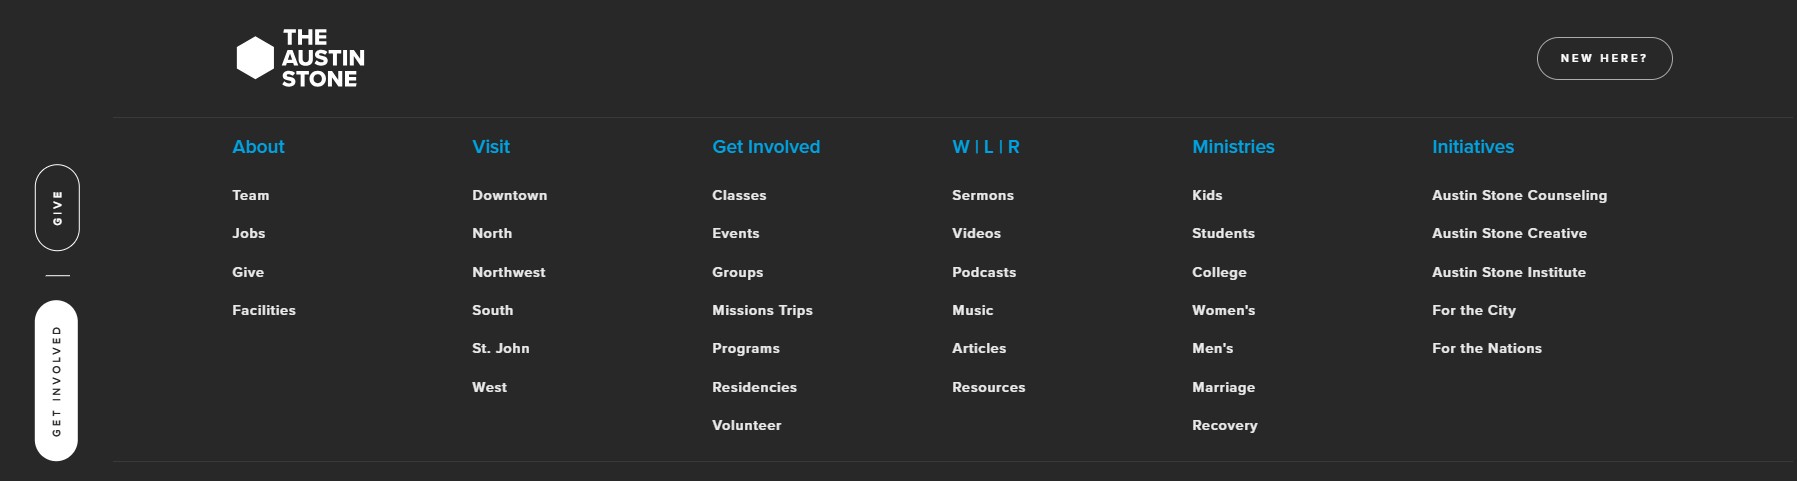 THE
AUSTIN
STONE
NEW HERE?
GIVE
GET INVOLVED
About
Team
Jobs
Give
Facilities
Visit
Downtown
North
Northwest
South
St. John
West
Get Involved
Classes
Events
Groups
Missions Trips
Programs
Residencies
Volunteer
W | L | R
Sermons
Videos
Podcasts
Music
Articles
Resources
Ministries
Kids
Students
College
Women's
Men's
Marriage
Recovery
Initiatives
Austin Stone Counseling
Austin Stone Creative
Austin Stone Institute
For the City
For the Nations